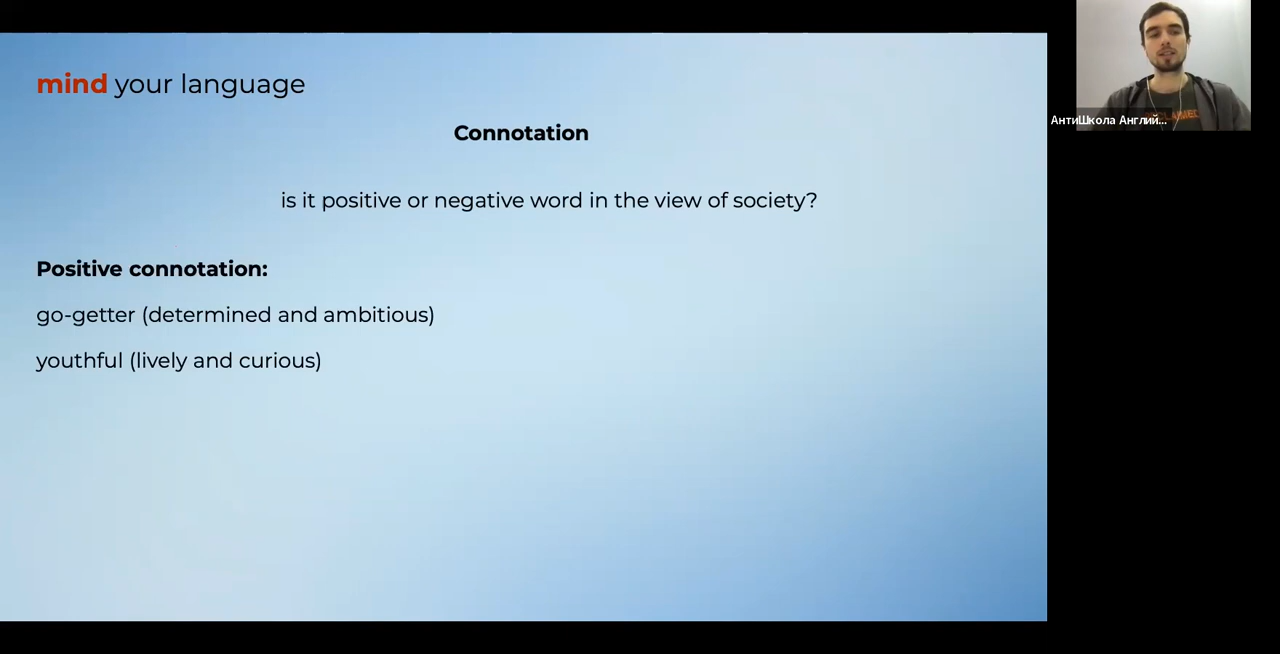 mind your language
Connotation
is it positive or negative word in the view of society?
Positive connotation:
go-getter (determined and ambitious)
youthful (lively and curious)
АнтиШкола Англий...